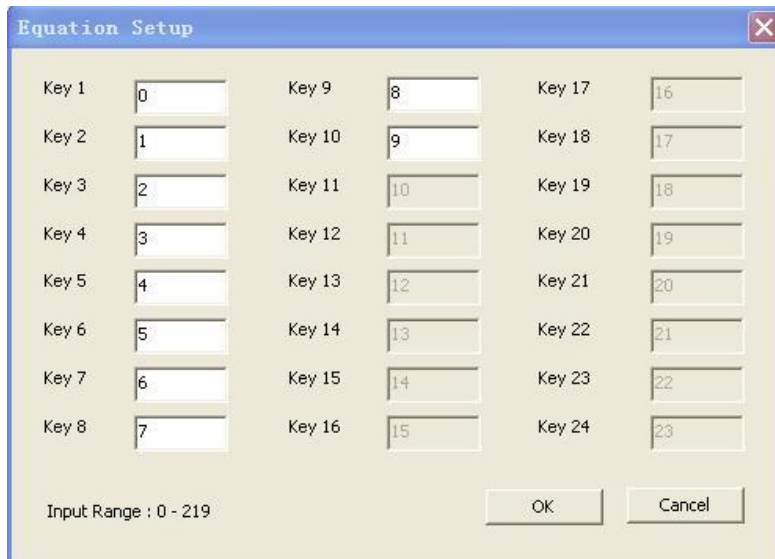 Equation Setup
Key 1 0 Key 9 8 Key 17 16
Key 2 1 Key 10 9 Key 18 17
Key 3 2 Key 11 10 Key 19 18
Key 4 3 Key 12 11 Key 20 19
Key 5 4 Key 13 12 Key 21 20
Key 6 5 Key 14 13 Key 22 21
Key 7 6 Key 15 14 Key 23 22
Key 8 7 Key 16 15 Key 24 23
Input Range : 0 - 219 OK Cancel